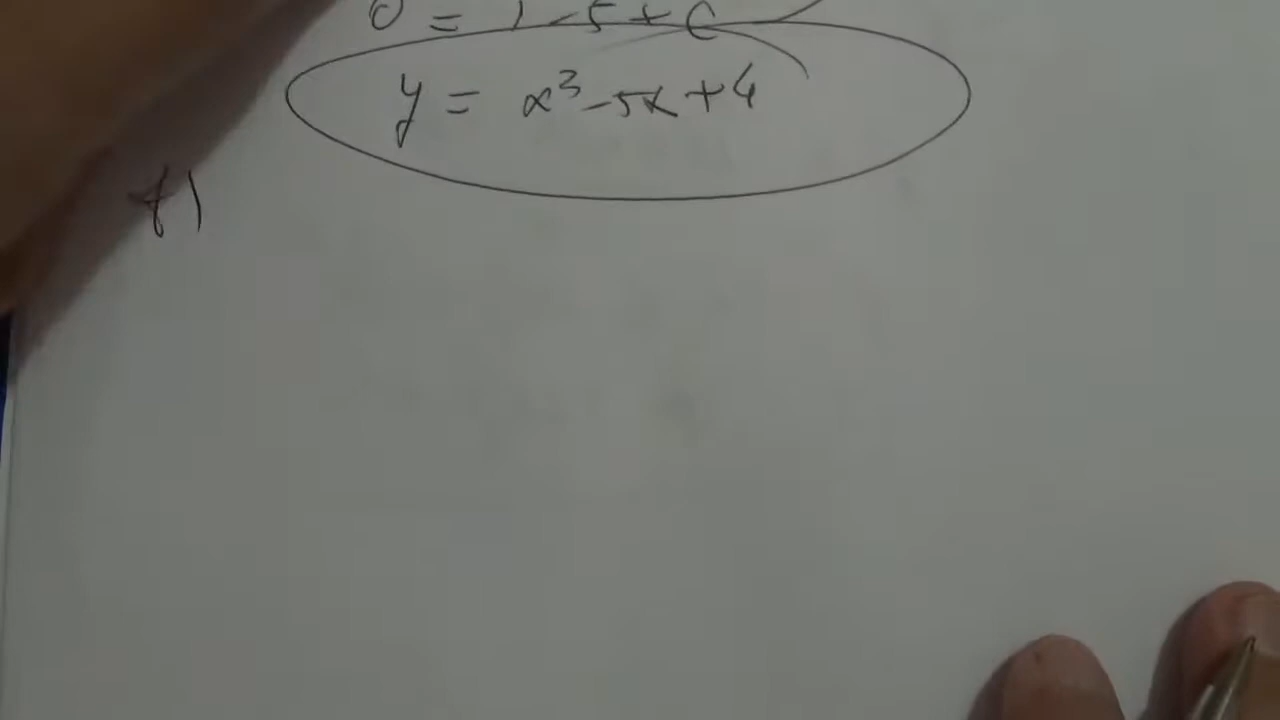 0 = 1 - 5 + C
y = x³ - 5x + 4
f)